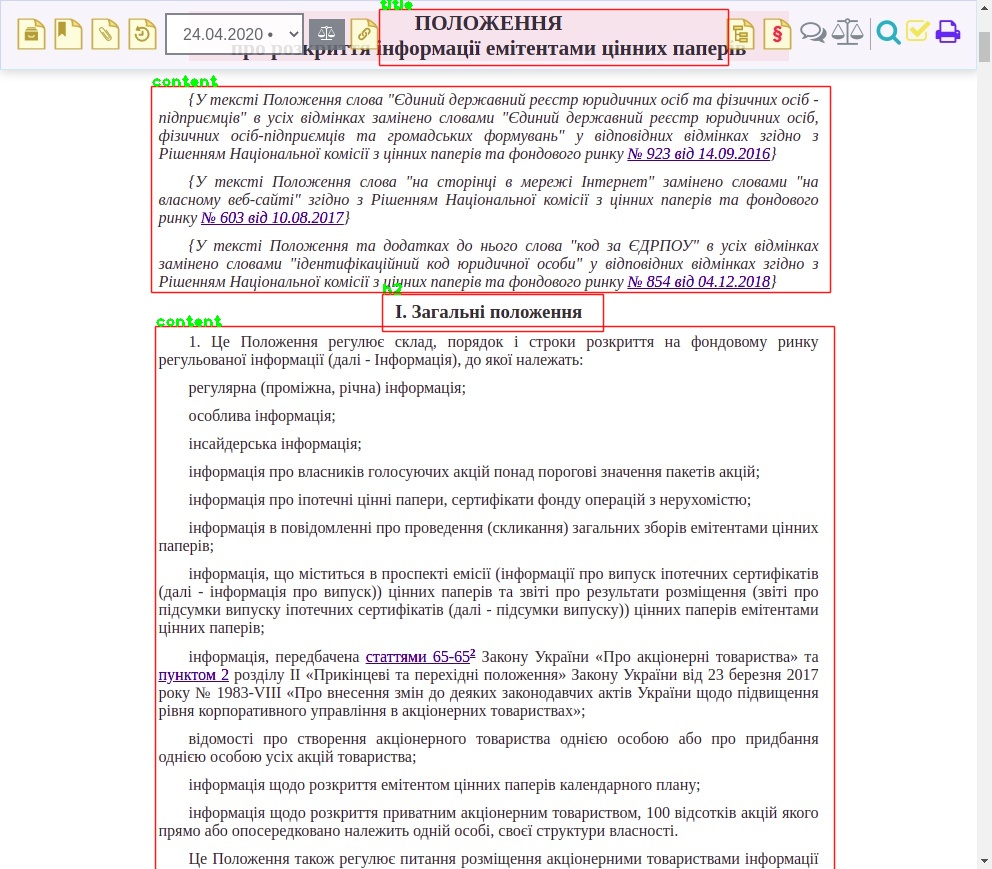 title
ПОЛОЖЕННЯ
24.04.2020 •
про розкриття інформації емітентами цінних паперів
content
{У тексті Положення слова "Єдиний державний реєстр юридичних осіб та фізичних осіб -
підприємців" в усіх відмінках замінено словами "Єдиний державний реєстр юридичних осіб,
фізичних осіб-підприємців та громадських формувань" у відповідних відмінках згідно з
Рішенням Національної комісії з цінних паперів та фондового ринку № 923 від 14.09.2016}
{У тексті Положення слова "на сторінці в мережі Інтернет" замінено словами "на
власному веб-сайті" згідно з Рішенням Національної комісії з цінних паперів та фондового
ринку № 603 від 10.08.2017}
{У тексті Положення та додатках до нього слова "код за ЄДРПОУ" в усіх відмінках
замінено словами "ідентифікаційний код юридичної особи" у відповідних відмінках згідно з
Рішенням Національної комісії з цінних паперів та фондового ринку № 854 від 04.12.2018}
h2
І. Загальні положення
content
1. Це Положення регулює склад, порядок і строки розкриття на фондовому ринку
регульованої інформації (далі - Інформація), до якої належать:
регулярна (проміжна, річна) інформація;
особлива інформація;
інсайдерська інформація;
інформація про власників голосуючих акцій понад порогові значення пакетів акцій;
інформація про іпотечні цінні папери, сертифікати фонду операцій з нерухомістю;
інформація в повідомленні про проведення (скликання) загальних зборів емітентами цінних
паперів;
інформація, що міститься в проспекті емісії (інформації про випуск іпотечних сертифікатів
(далі - інформація про випуск)) цінних паперів та звіті про результати розміщення (звіті про
підсумки випуску іпотечних сертифікатів (далі - підсумки випуску)) цінних паперів емітентами
цінних паперів;
інформація, передбачена статтями 65-65² Закону України «Про акціонерні товариства» та
пунктом 2 розділу ІІ «Прикінцеві та перехідні положення» Закону України від 23 березня 2017
року № 1983-VIII «Про внесення змін до деяких законодавчих актів України щодо підвищення
рівня корпоративного управління в акціонерних товариствах»;
відомості про створення акціонерного товариства однією особою або про придбання
однією особою усіх акцій товариства;
інформація щодо розкриття емітентом цінних паперів календарного плану;
інформація щодо розкриття приватним акціонерним товариством, 100 відсотків акцій якого
прямо або опосередковано належить одній особі, своєї структури власності.
Це Положення також регулює питання розміщення акціонерними товариствами інформації